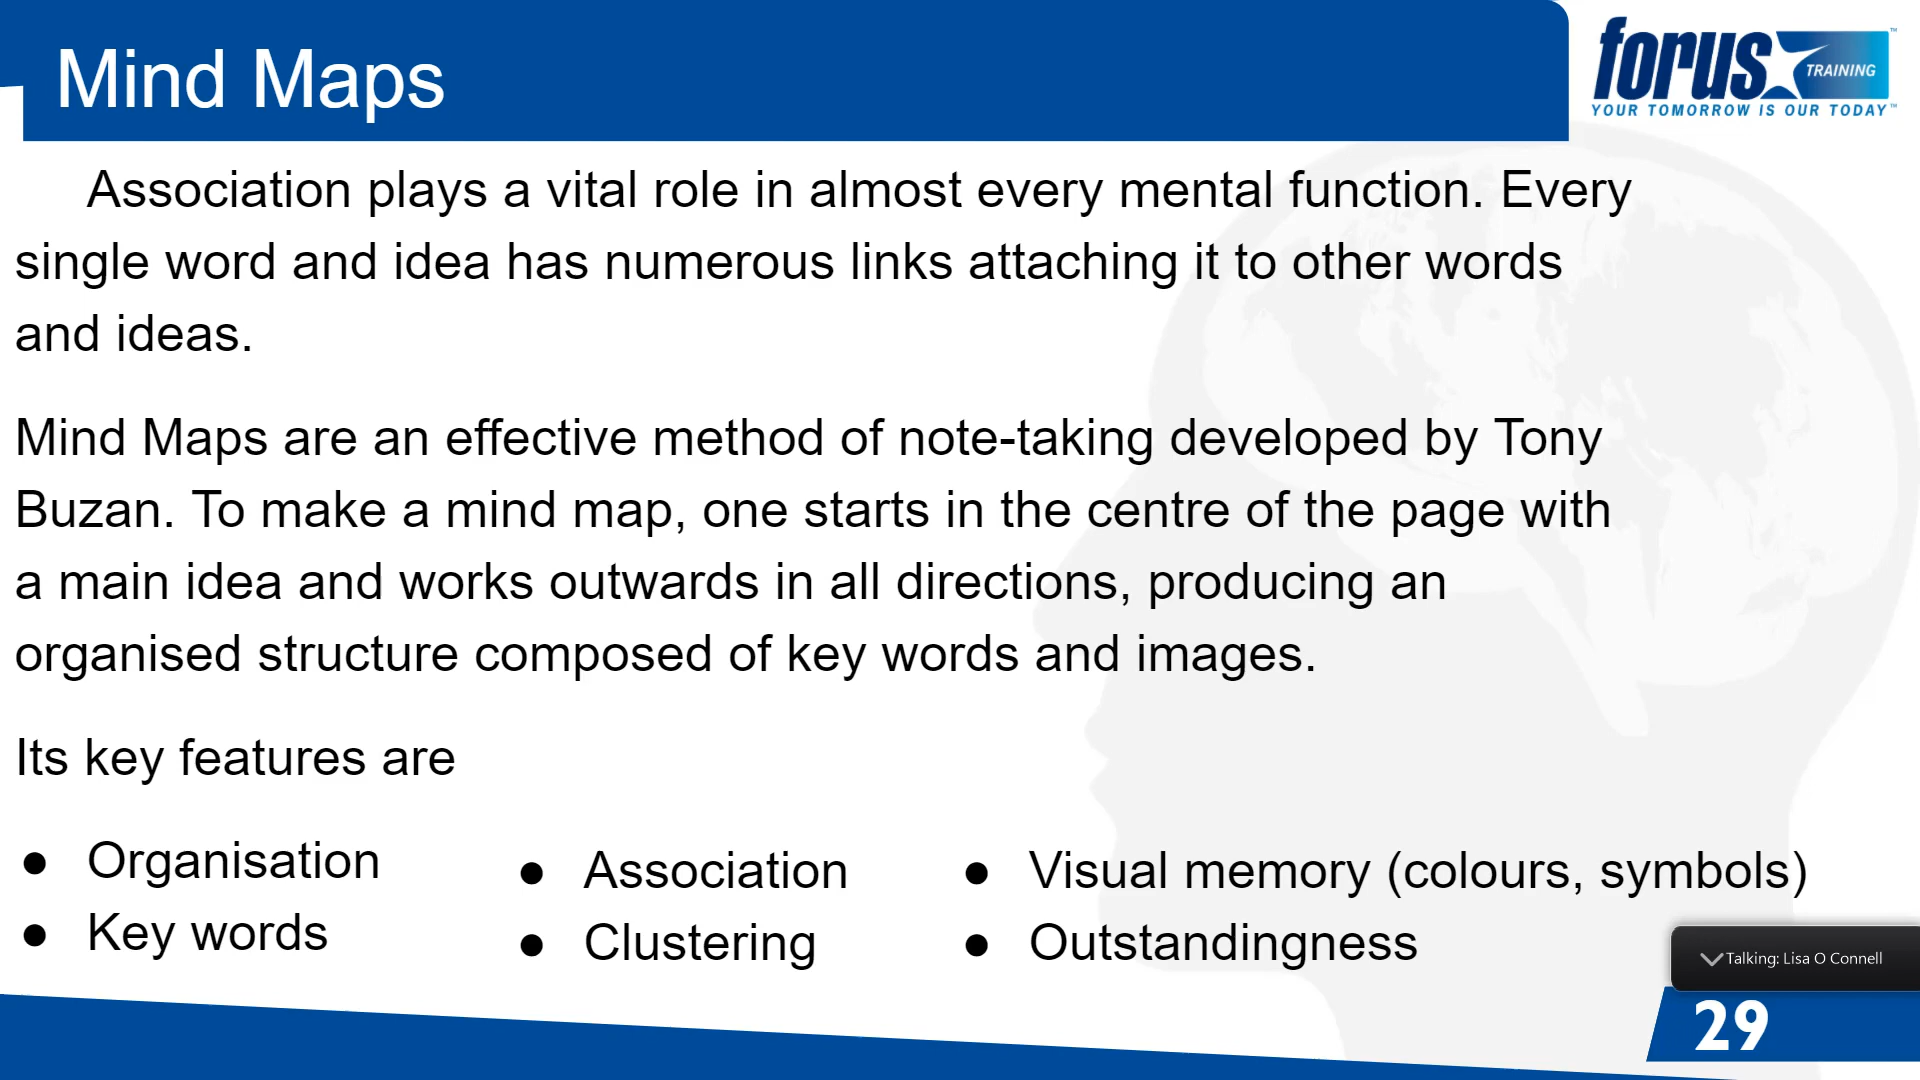 Mind Maps
forus
TRAINING
YOUR TOMORROW IS OUR TODAY™
Association plays a vital role in almost every mental function. Every
single word and idea has numerous links attaching it to other words
and ideas.
Mind Maps are an effective method of note-taking developed by Tony
Buzan. To make a mind map, one starts in the centre of the page with
a main idea and works outwards in all directions, producing an
organised structure composed of key words and images.
Its key features are
● Organisation
● Key words
● Association
● Clustering
● Visual memory (colours, symbols)
● Outstandingness
Talking: Lisa O Connell
29